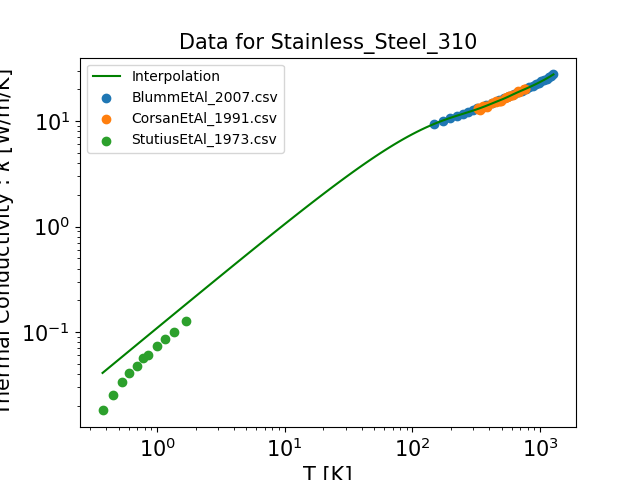 Data for Stainless_Steel_310
Interpolation
BlummEtAl_2007.csv
CorsanEtAl_1991.csv
StutiusEtAl_1973.csv
Thermal Conductivity : k [W/m/K]
10¹
10⁰
10⁻¹
10⁰ 10¹ 10² 10³
T [K]